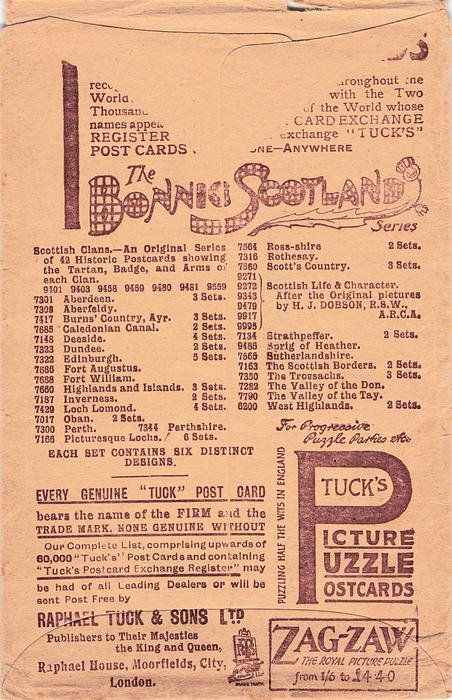 throughout the
World, with the Two
of the World whose
names CARD EXCHANGE
REGISTER exchange "TUCK'S"
POST CARDS ONE—ANYWHERE
The
BONNIE SCOTLAND
Series
Scottish Clans.—An Original Series
of 42 Historic Postcards showing
the Tartan, Badge, and Arms of
each Clan.
9401 9403 9458 9459 9480 9481 9559
7301 Aberdeen. 3 Sets.
7308 Aberfeldy.
7417 Burns' Country, Ayr. 3 Sets.
7685 Caledonian Canal. 2 Sets.
7148 Deeside. 4 Sets.
7323 Dundee. 2 Sets.
7322 Edinburgh. 5 Sets.
7686 Fort Augustus.
7688 Fort William.
7660 Highlands and Islands. 3 Sets.
7187 Inverness. 2 Sets.
7429 Loch Lomond. 4 Sets.
7017 Oban. 2 Sets.
7300 Perth. 7344 Perthshire.
7166 Picturesque Lochs. 6 Sets.
7564 Ross-shire 2 Sets.
7316 Rothesay.
7560 Scott's Country. 3 Sets.
9271
9272 Scottish Life & Character.
9343 After the Original pictures
9479 by H. J. DOBSON, R.S.W.,
9917 A.R.C.A.
9995
7134 Strathpeffer. 2 Sets.
9485 Sprig of Heather.
7565 Sutherlandshire.
7163 The Scottish Borders. 2 Sets.
7350 The Trossachs. 3 Sets.
7282 The Valley of the Don.
7790 The Valley of the Tay.
6200 West Highlands. 2 Sets.
EACH SET CONTAINS SIX DISTINCT
DESIGNS.
EVERY GENUINE "TUCK" POST CARD
bears the name of the FIRM and the
TRADE MARK. NONE GENUINE WITHOUT
Our Complete List, comprising upwards of
60,000 "Tuck's" Post Cards and containing
"Tuck's Postcard Exchange Register" may
be had of all Leading Dealers or will be
sent Post Free by
RAPHAEL TUCK & SONS LTD
Publishers to Their Majesties
the King and Queen,
Raphael House, Moorfields, City,
London.
TRADE MARK
For Progressive
Puzzle Parties etc.
PUZZLING HALF THE WITS IN ENGLAND
TUCK'S
PICTURE
PUZZLE
POSTCARDS
ZAG-ZAW
THE ROYAL PICTURE PUZZLE
from 1/6 to £4·4·0